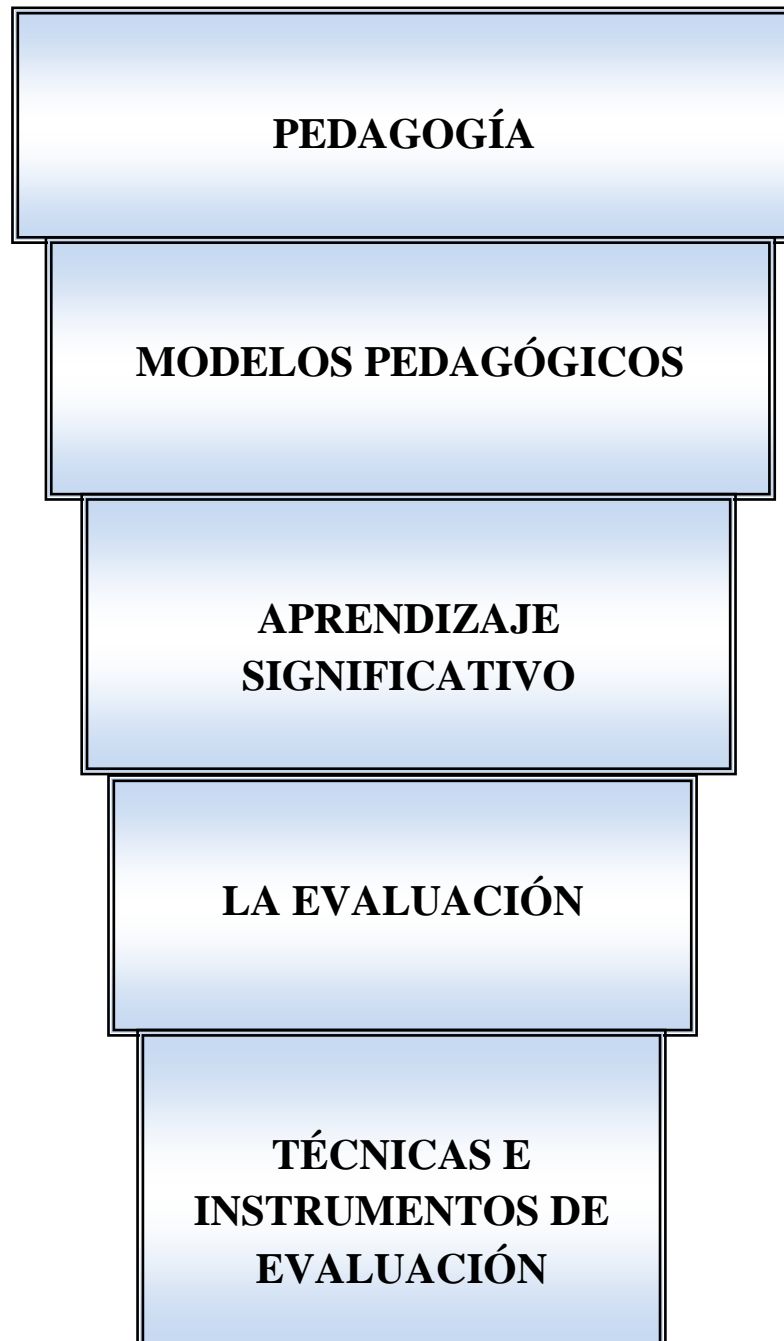 PEDAGOGÍA
MODELOS PEDAGÓGICOS
APRENDIZAJE
SIGNIFICATIVO
LA EVALUACIÓN
TÉCNICAS E
INSTRUMENTOS DE
EVALUACIÓN